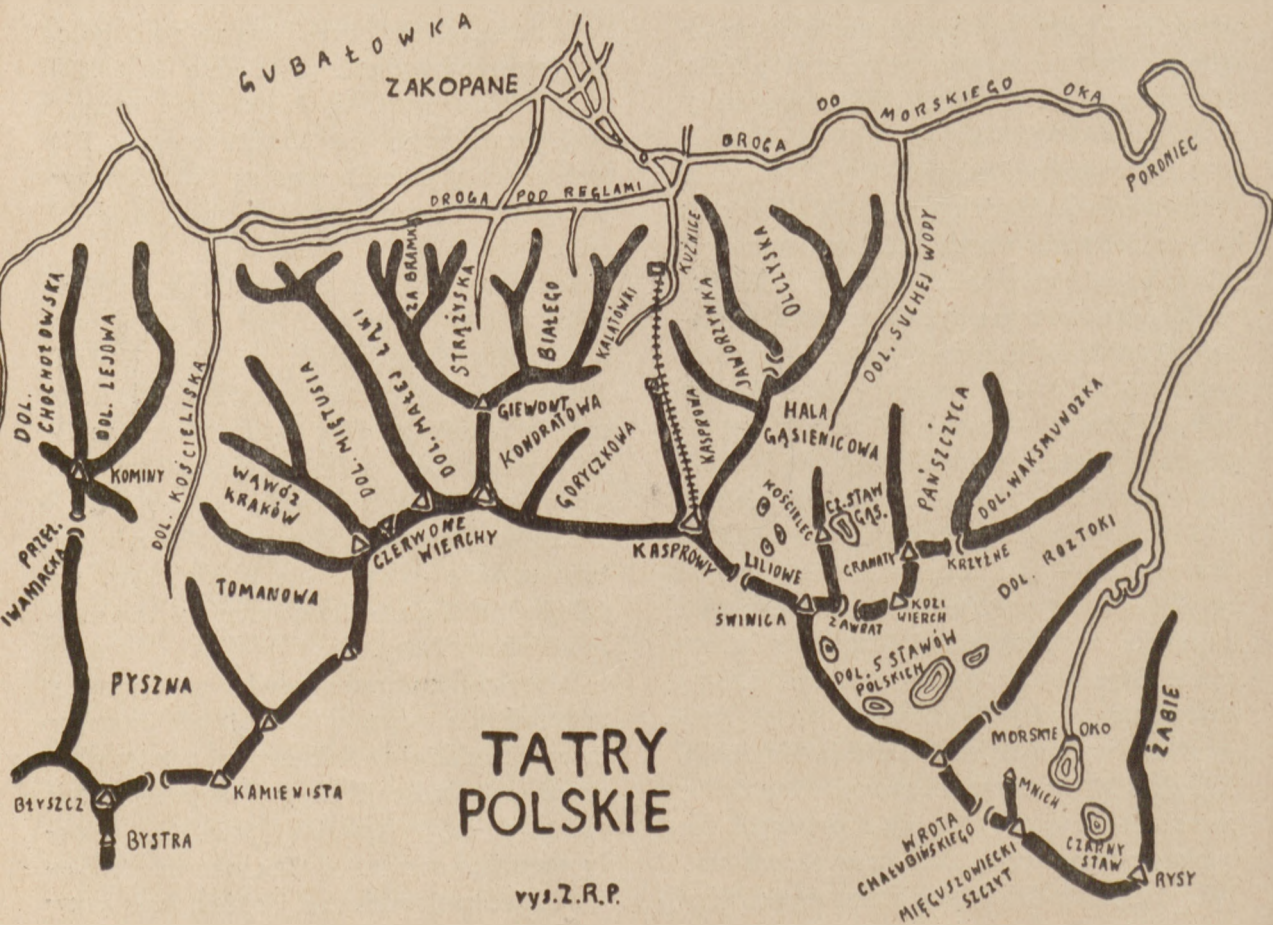 GUBAŁOWKA
ZAKOPANE
DROGA DO MORSKIEGO OKA
PORONIEC
DROGA POD REGLAMI
DOL.
CHOCHOŁOWSKA
DOL. LEJOWA
DOL. KOŚCIELISKA
ZA BRAMKĄ
STRĄŻYSKA
BIAŁEGO
KALATÓWKI
KUŹNICE
JAWORZYNKA
OLCZYSKA
DOL. SUCHEJ WODY
KOMINY
WĄWÓZ
KRAKÓW
DOL. MIĘTUSIA
DOL. MAŁEJ ŁĄKI
GIEWONT
KONDRATOWA
GORYCZKOWA
KASPROWA
HALA
GĄSIENICOWA
PAŃSZCZYCA
DOL. WAKSMUNDZKA
PRZEŁ.
IWANIACKA
TOMANOWA
CZERWONE
WIERCHY
KASPROWY
LILIOWE
KOŚCIELEC
CZ. STAW
GĄS.
GRANATY
KRZYŻNE
DOL. ROZTOKI
ŚWINICA
ZAWRAT
KOZI
WIERCH
DOL. 5 STAWÓW
POLSKICH
PYSZNA
BŁYSZCZ
BYSTRA
KAMIENISTA
TATRY
POLSKIE
rys. Z.R.P.
MORSKIE OKO
ŻABIE
MNICH.
CZARNY
STAW
WROTA
CHAŁUBIŃSKIEGO
MIĘGUSZOWIECKI
SZCZYT
RYSY